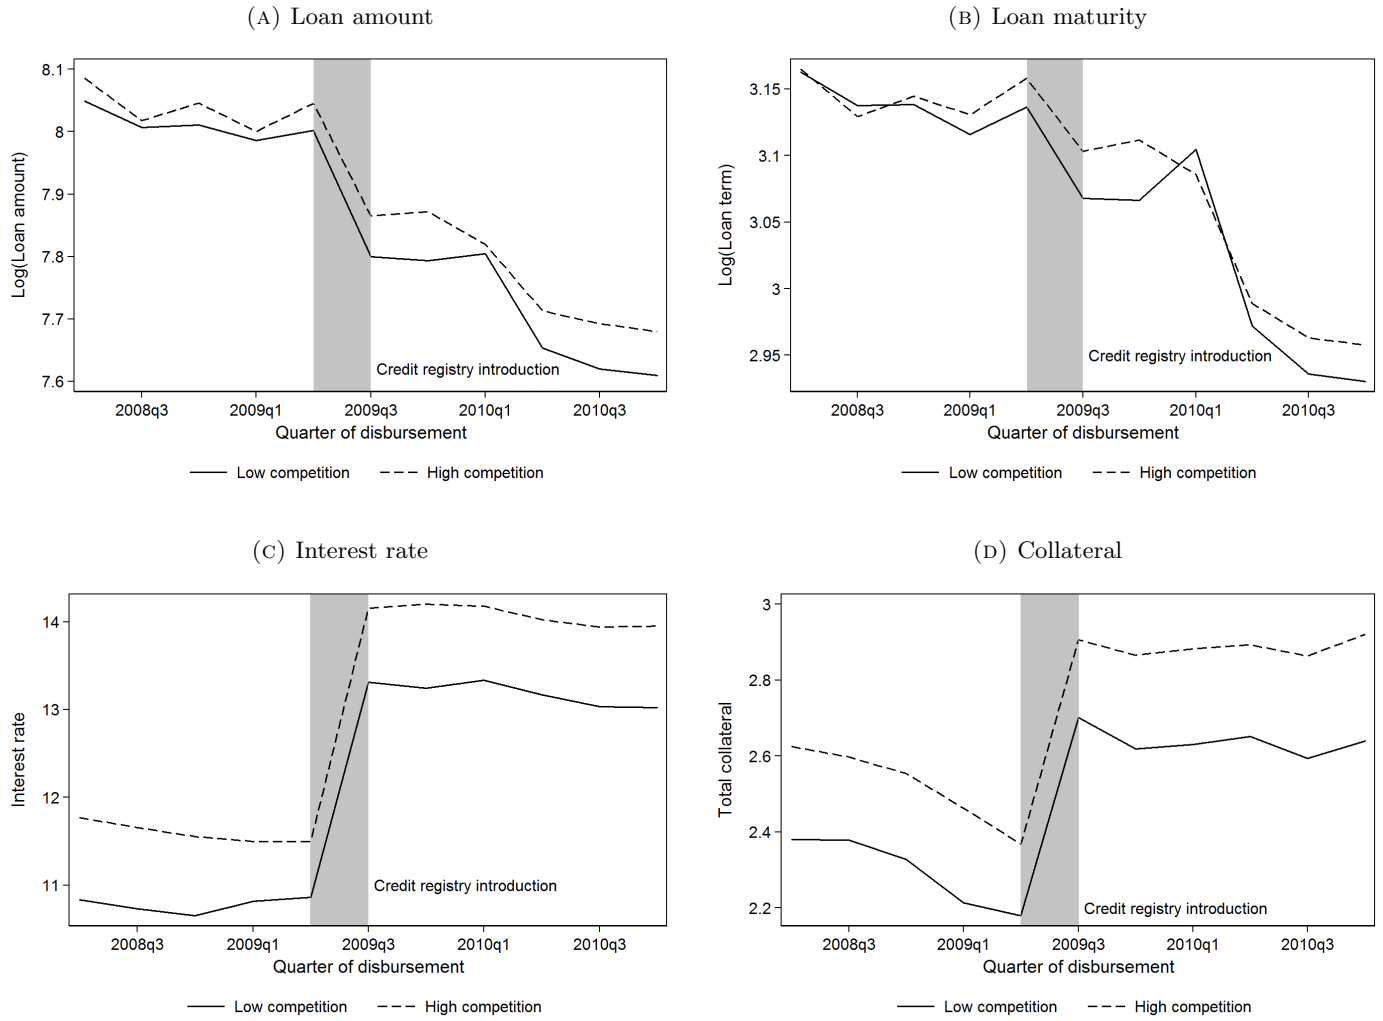 (A) Loan amount
Log(Loan amount)
8.1
8
7.9
7.8
7.7
7.6
Credit registry introduction
2008q3 2009q1 2009q3 2010q1 2010q3
Quarter of disbursement
Low competition High competition
(B) Loan maturity
Log(Loan term)
3.15
3.1
3.05
3
2.95
Credit registry introduction
2008q3 2009q1 2009q3 2010q1 2010q3
Quarter of disbursement
Low competition High competition
(C) Interest rate
Interest rate
14
13
12
11
Credit registry introduction
2008q3 2009q1 2009q3 2010q1 2010q3
Quarter of disbursement
Low competition High competition
(D) Collateral
Total collateral
3
2.8
2.6
2.4
2.2
Credit registry introduction
2008q3 2009q1 2009q3 2010q1 2010q3
Quarter of disbursement
Low competition High competition